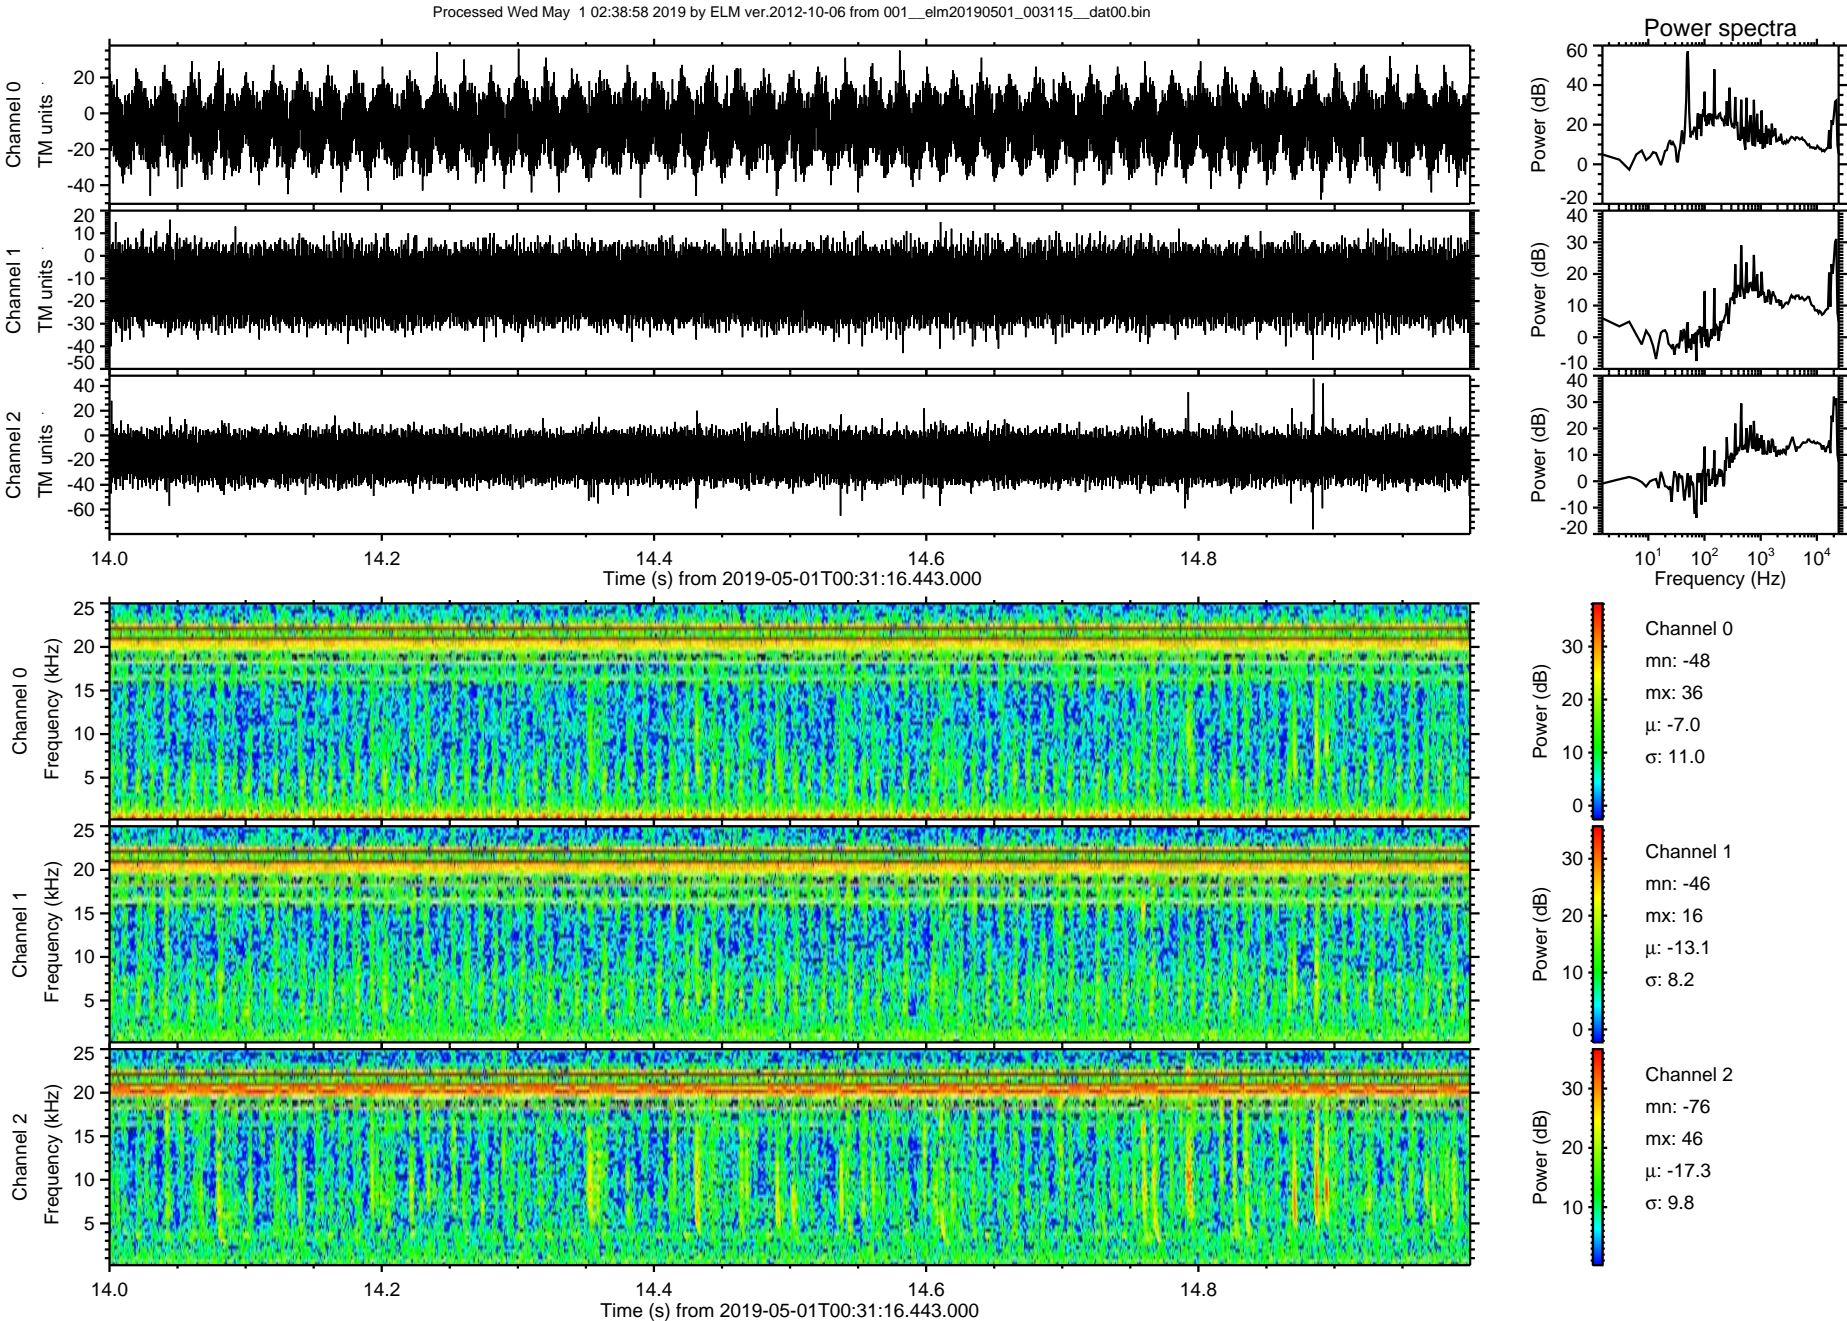 Processed Wed May  1 02:38:58 2019 by ELM ver.2012-10-06 from 001__elm20190501_003115__dat00.bin
Power spectra
Channel 0
TM units
20
0
-20
-40
Power (dB)
60
40
20
0
-20
Channel 1
TM units
20
10
0
-10
-20
-30
-40
-50
Power (dB)
40
30
20
10
0
-10
Channel 2
TM units
40
20
0
-20
-40
-60
Power (dB)
40
30
20
10
0
-10
-20
14.0 14.2 14.4 14.6 14.8
Time (s) from 2019-05-01T00:31:16.443.000
10¹ 10² 10³ 10⁴
Frequency (Hz)
Channel 0
Frequency (kHz)
25
20
15
10
5
Power (dB)
30
20
10
0
Channel 0
mn: -48
mx: 36
μ: -7.0
σ: 11.0
Channel 1
Frequency (kHz)
25
20
15
10
5
Power (dB)
30
20
10
0
Channel 1
mn: -46
mx: 16
μ: -13.1
σ: 8.2
Channel 2
Frequency (kHz)
25
20
15
10
5
Power (dB)
30
20
10
Channel 2
mn: -76
mx: 46
μ: -17.3
σ: 9.8
14.0 14.2 14.4 14.6 14.8
Time (s) from 2019-05-01T00:31:16.443.000